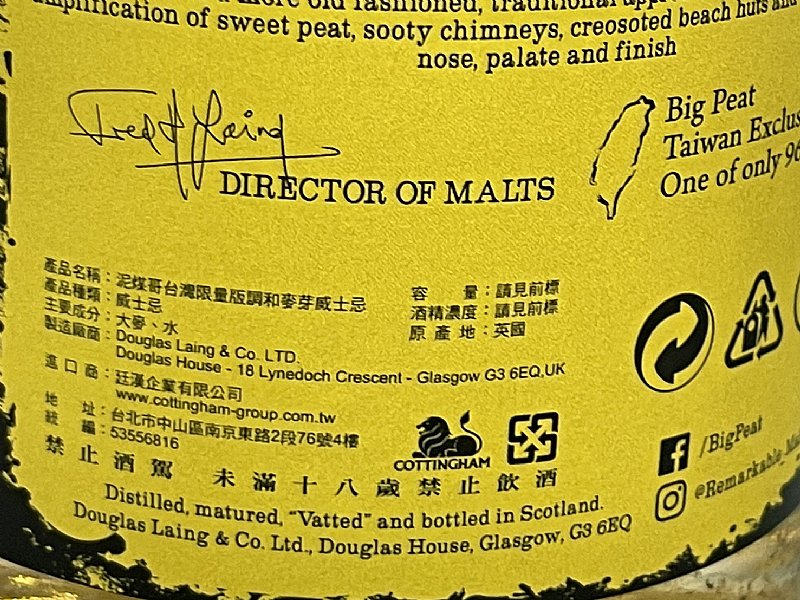 more old fashioned, traditional
amplification of sweet peat, sooty chimneys, creosoted beach huts and
nose, palate and finish
Fred H Laing
DIRECTOR OF MALTS
Big Peat
Taiwan Exclus
One of only 96
產品名稱：泥煤哥台灣限量版調和麥芽威士忌
產品種類：威士忌
主要成分：大麥、水
製造廠商：Douglas Laing & Co. LTD.
Douglas House - 18 Lynedoch Crescent - Glasgow G3 6EQ,UK
容 量：請見前標
酒精濃度：請見前標
原 產 地：英國
進 口 商：廷漢企業有限公司
www.cottingham-group.com.tw
地 址：台北市中山區南京東路2段76號4樓
統 編：53556816
COTTINGHAM
禁止酒駕 未滿十八歲禁止飲酒
Distilled, matured, "Vatted" and bottled in Scotland.
Douglas Laing & Co. Ltd., Douglas House, Glasgow, G3 6EQ
/BigPeat
@Remarkable